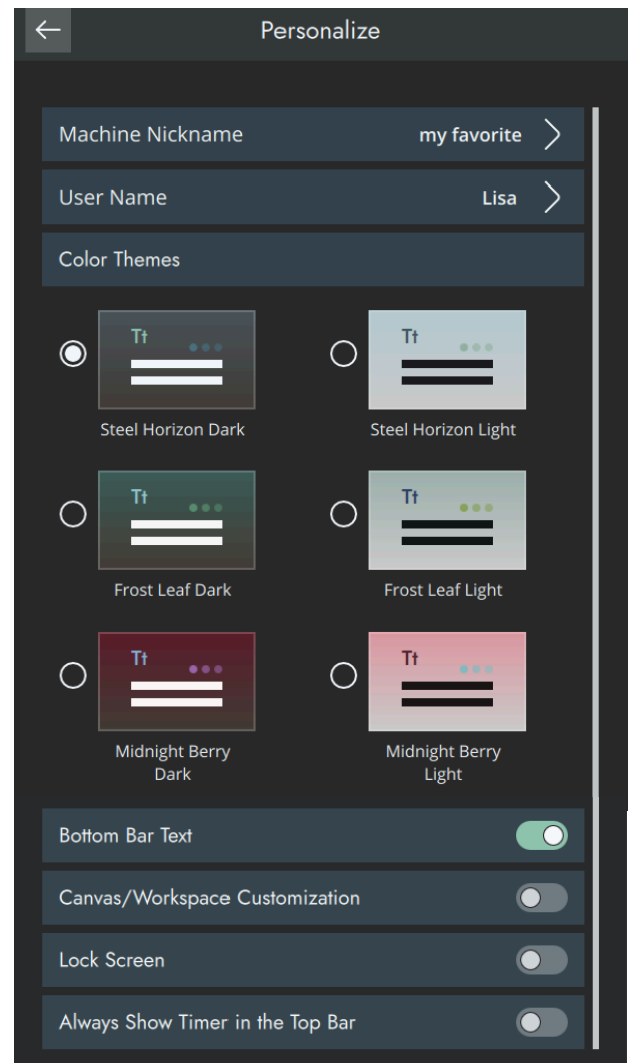 Personalize
Machine Nickname my favorite
User Name Lisa
Color Themes
Tt Tt
Steel Horizon Dark Steel Horizon Light
Tt Tt
Frost Leaf Dark Frost Leaf Light
Tt Tt
Midnight Berry
Dark
Midnight Berry
Light
Bottom Bar Text
Canvas/Workspace Customization
Lock Screen
Always Show Timer in the Top Bar